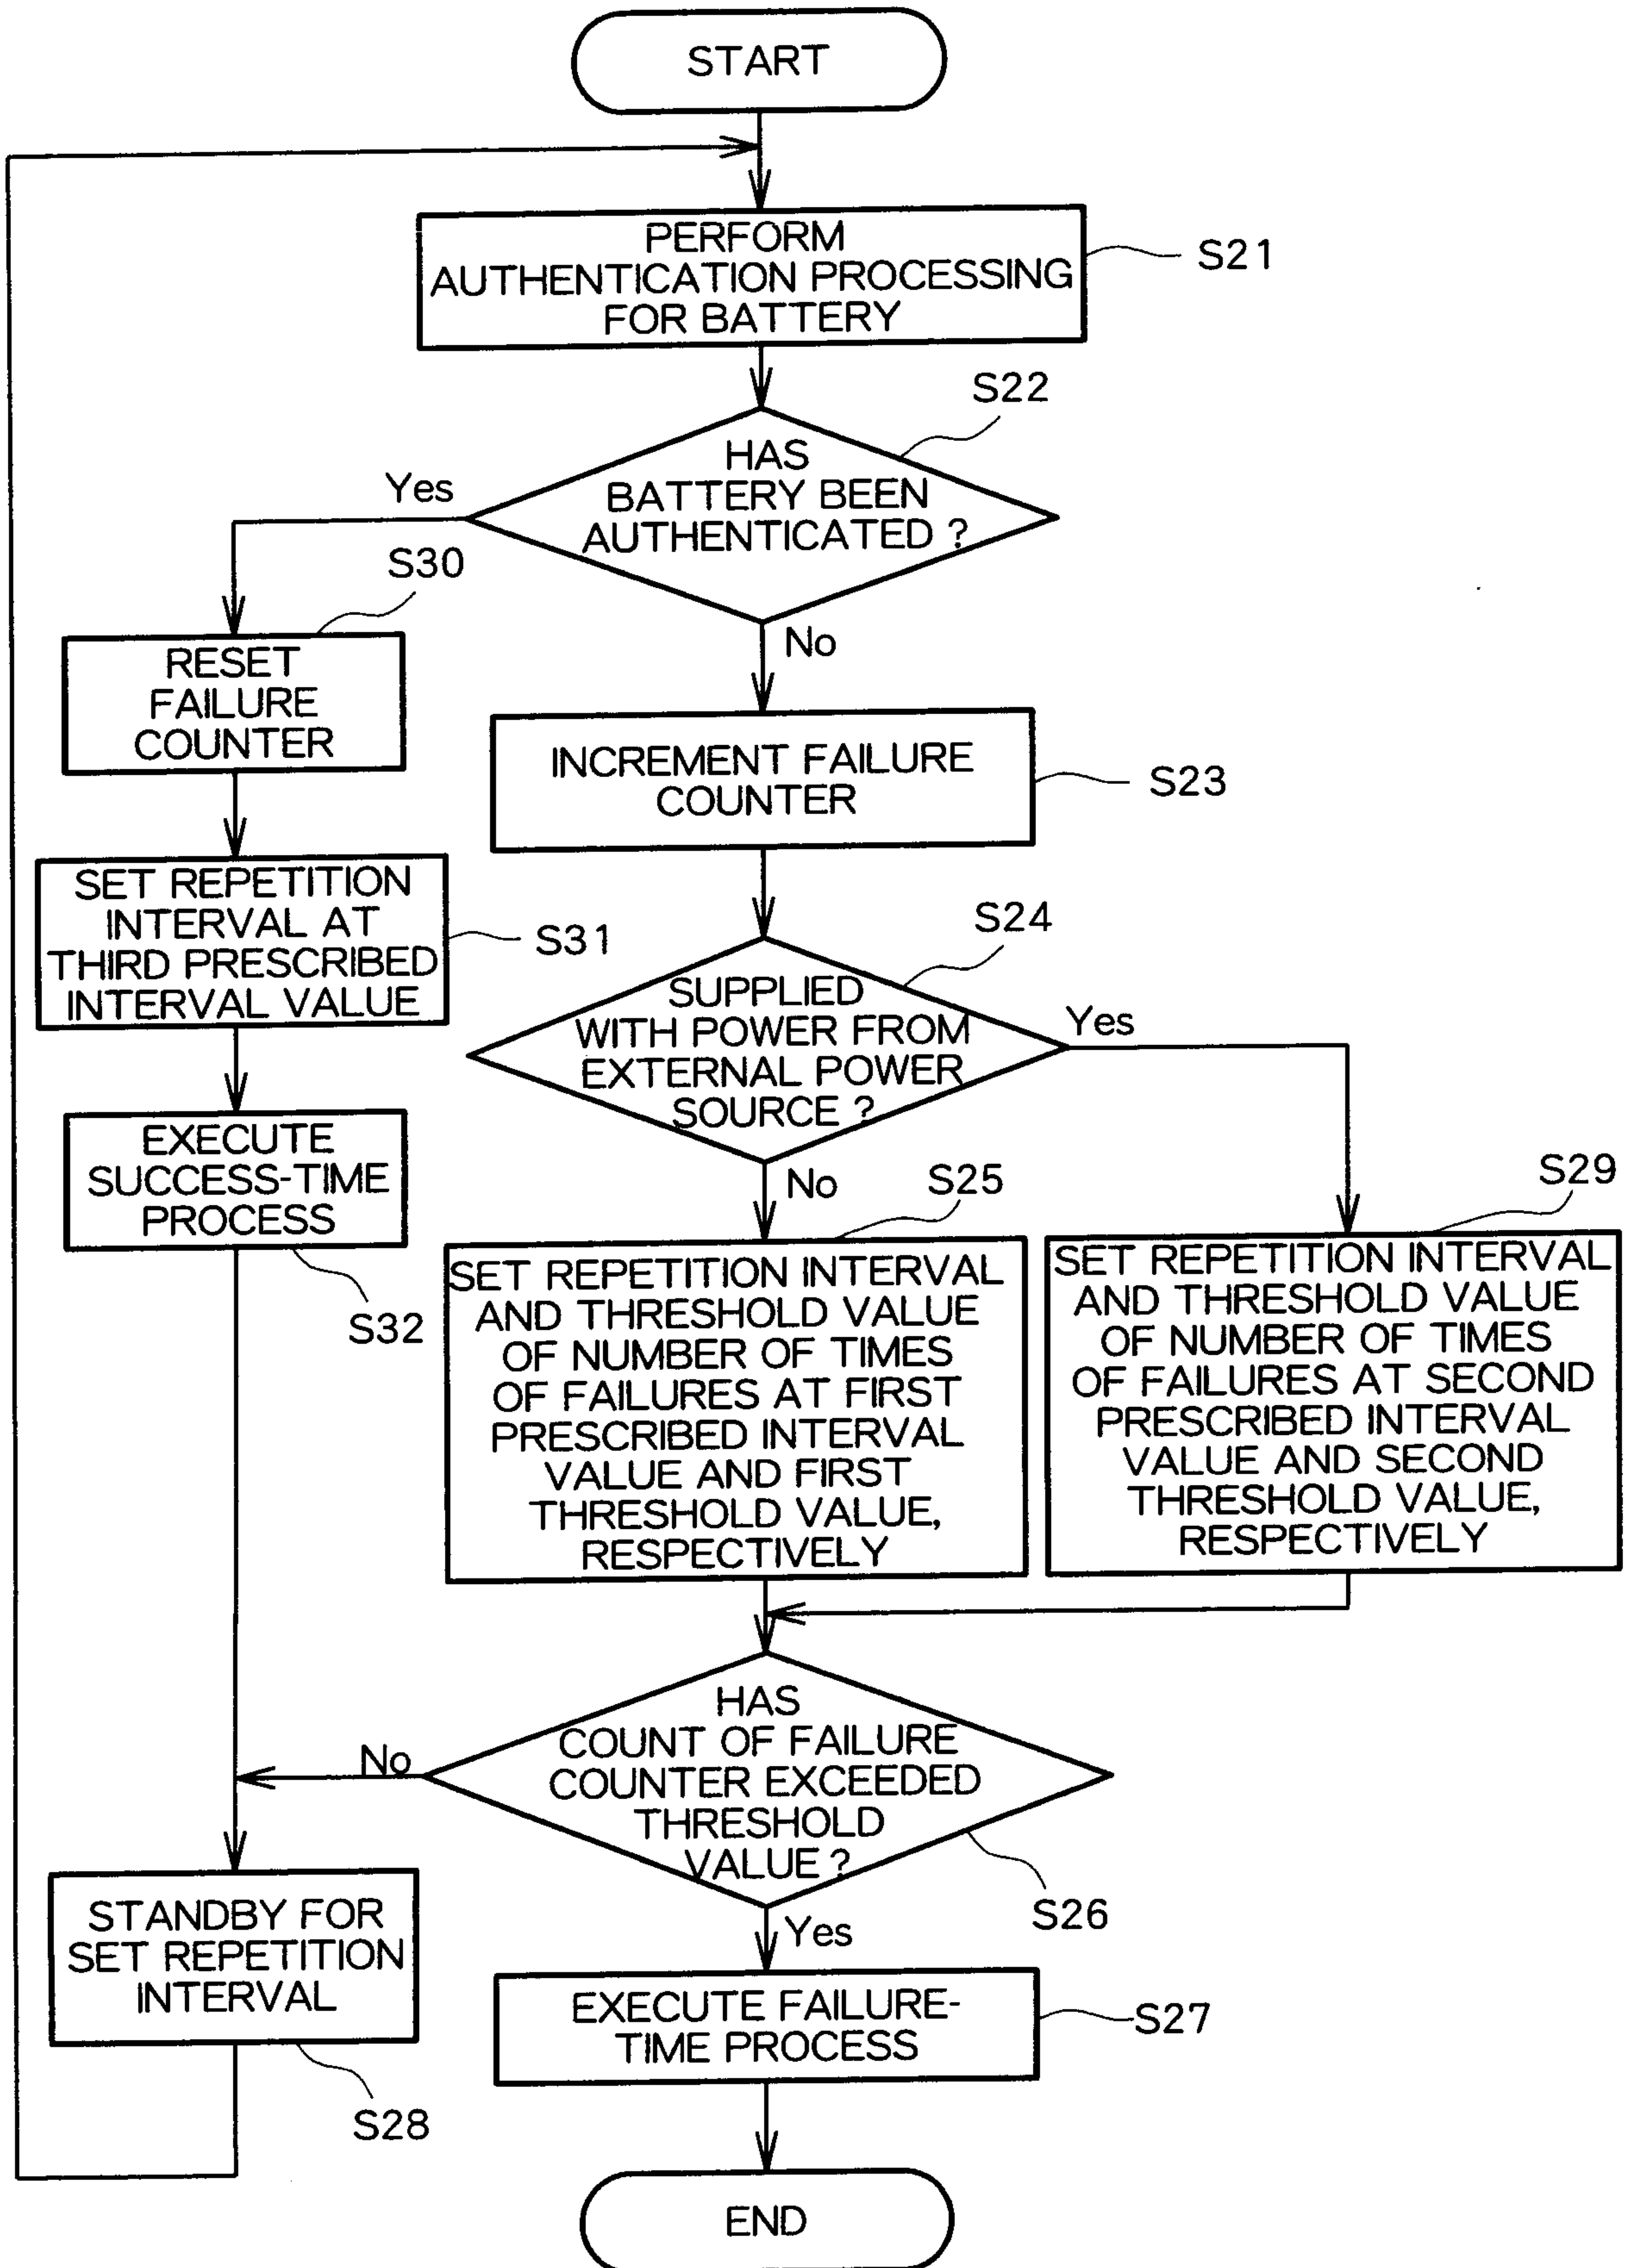 START
PERFORM
AUTHENTICATION PROCESSING
FOR BATTERY
S21
S22
HAS
BATTERY BEEN
AUTHENTICATED ?
Yes
No
S30
RESET
FAILURE
COUNTER
INCREMENT FAILURE
COUNTER
S23
SET REPETITION
INTERVAL AT
THIRD PRESCRIBED
INTERVAL VALUE
S31
S24
SUPPLIED
WITH POWER FROM
EXTERNAL POWER
SOURCE ?
Yes
No
EXECUTE
SUCCESS-TIME
PROCESS
S32
S25
SET REPETITION INTERVAL
AND THRESHOLD VALUE
OF NUMBER OF TIMES
OF FAILURES AT FIRST
PRESCRIBED INTERVAL
VALUE AND FIRST
THRESHOLD VALUE,
RESPECTIVELY
S29
SET REPETITION INTERVAL
AND THRESHOLD VALUE
OF NUMBER OF TIMES
OF FAILURES AT SECOND
PRESCRIBED INTERVAL
VALUE AND SECOND
THRESHOLD VALUE,
RESPECTIVELY
HAS
COUNT OF FAILURE
COUNTER EXCEEDED
THRESHOLD
VALUE ?
No
S26
Yes
STANDBY FOR
SET REPETITION
INTERVAL
S28
EXECUTE FAILURE-
TIME PROCESS
S27
END